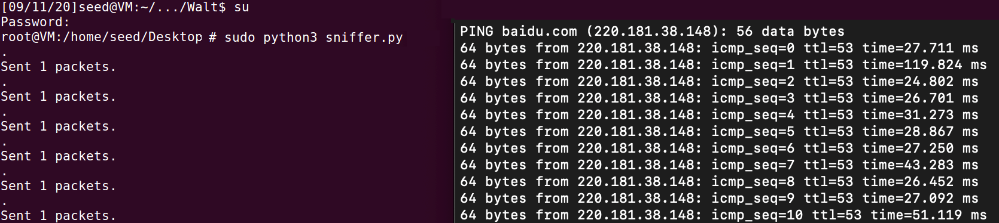 [09/11/20]seed@VM:~/.../Walt$ su
Password:
root@VM:/home/seed/Desktop # sudo python3 sniffer.py
.
Sent 1 packets.
.
Sent 1 packets.
.
Sent 1 packets.
.
Sent 1 packets.
.
Sent 1 packets.
.
Sent 1 packets.
PING baidu.com (220.181.38.148): 56 data bytes
64 bytes from 220.181.38.148: icmp_seq=0 ttl=53 time=27.711 ms
64 bytes from 220.181.38.148: icmp_seq=1 ttl=53 time=119.824 ms
64 bytes from 220.181.38.148: icmp_seq=2 ttl=53 time=24.802 ms
64 bytes from 220.181.38.148: icmp_seq=3 ttl=53 time=26.701 ms
64 bytes from 220.181.38.148: icmp_seq=4 ttl=53 time=31.273 ms
64 bytes from 220.181.38.148: icmp_seq=5 ttl=53 time=28.867 ms
64 bytes from 220.181.38.148: icmp_seq=6 ttl=53 time=27.250 ms
64 bytes from 220.181.38.148: icmp_seq=7 ttl=53 time=43.283 ms
64 bytes from 220.181.38.148: icmp_seq=8 ttl=53 time=26.452 ms
64 bytes from 220.181.38.148: icmp_seq=9 ttl=53 time=27.092 ms
64 bytes from 220.181.38.148: icmp_seq=10 ttl=53 time=51.119 ms